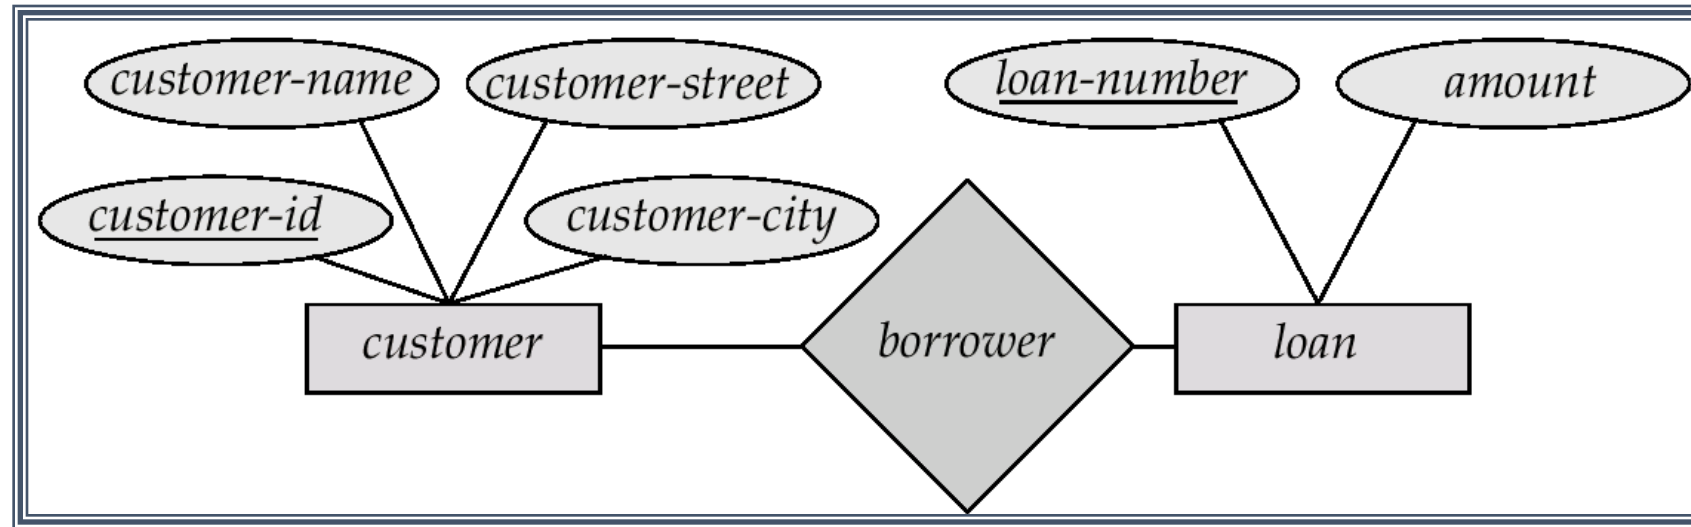 customer-name
customer-street
loan-number
amount
customer-id
customer-city
customer
borrower
loan